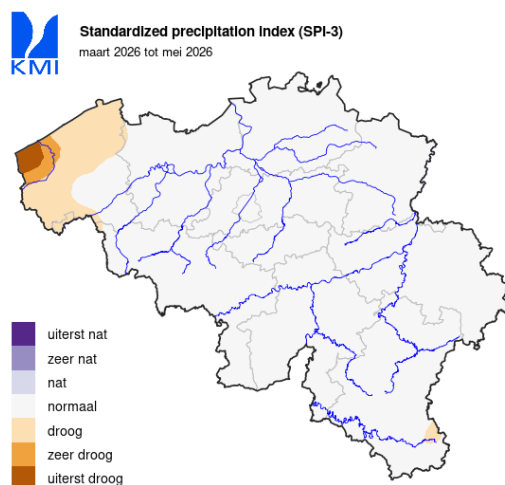 Standardized precipitation index (SPI-3)
maart 2026 tot mei 2026
KMI
uiterst nat
zeer nat
nat
normaal
droog
zeer droog
uiterst droog